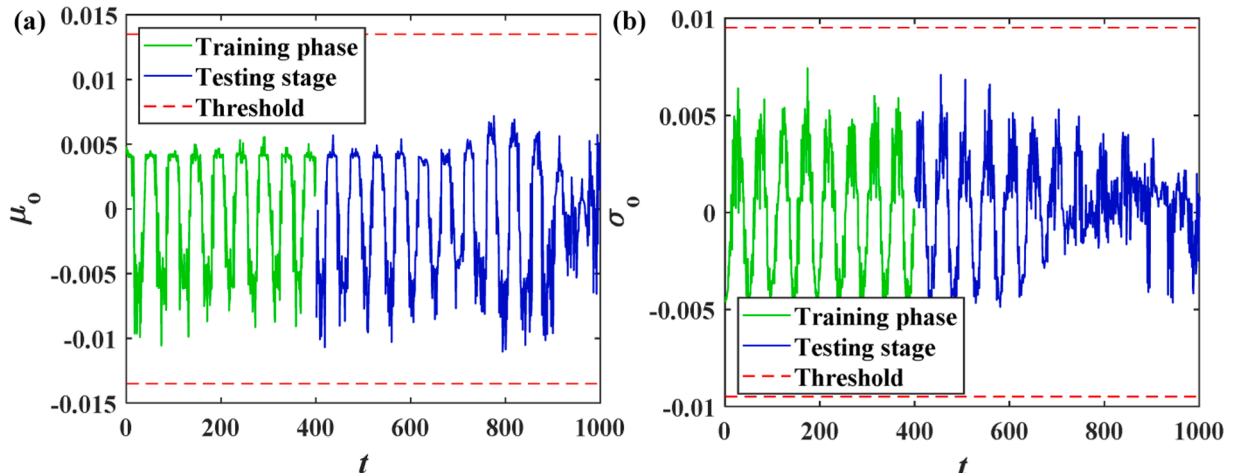 (a)
0.015
0.01
0.005
0
-0.005
-0.01
-0.015
μo
0
200
400
600
800
1000
t
Training phase
Testing stage
Threshold
(b)
0.01
0.005
0
-0.005
-0.01
σo
0
200
400
600
800
1000
t
Training phase
Testing stage
Threshold